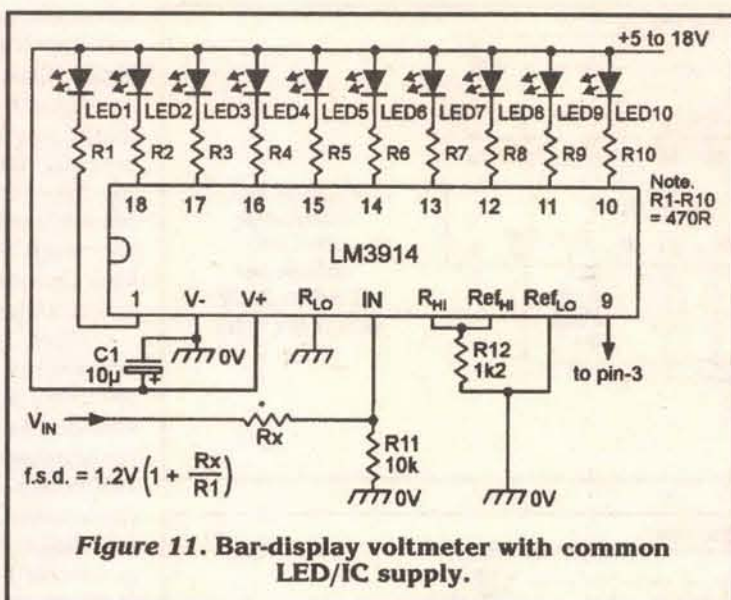 +5 to 18V
LED1 LED2 LED3 LED4 LED5 LED6 LED7 LED8 LED9 LED10
R1 R2 R3 R4 R5 R6 R7 R8 R9 R10
Note.
R1-R10
= 470R
18 17 16 15 14 13 12 11 10
LM3914
1 V- V+ RLO IN RHI RefHI RefLO 9
C1
10µ
+
0V
R12
1k2
to pin-3
VIN
Rx
R11
10k
f.s.d. = 1.2V (1 + Rx/R1)
0V
0V
Figure 11. Bar-display voltmeter with common
LED/IC supply.